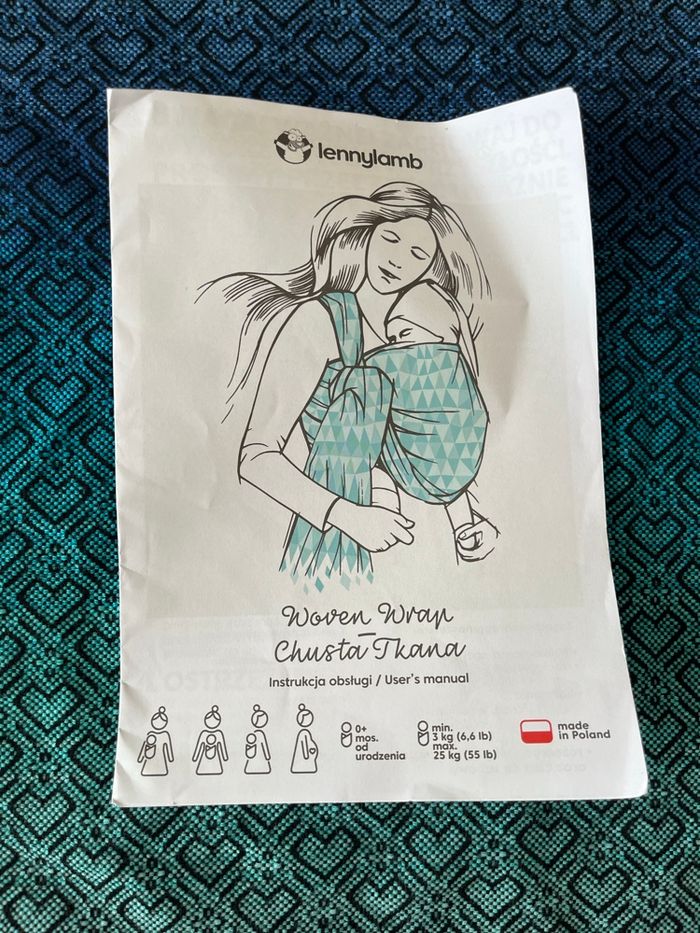 lennylamb
Woven Wrap
–
Chusta Tkana
Instrukcja obsługi / User's manual
0+
mos.
od
urodzenia
min.
3 kg (6,6 lb)
max.
25 kg (55 lb)
made
in Poland